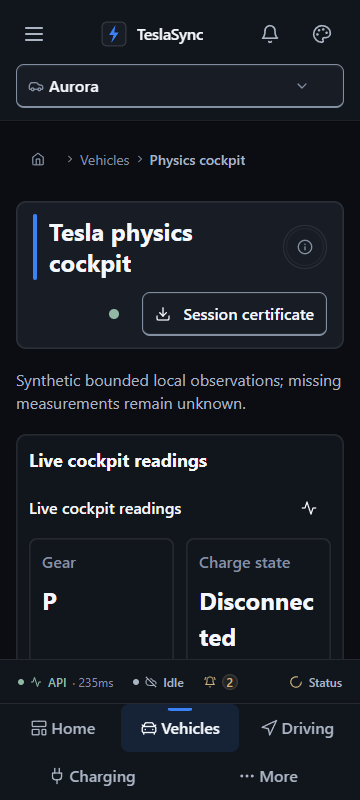 TeslaSync
Aurora
Vehicles
Physics cockpit
Tesla physics
cockpit
Session certificate
Synthetic bounded local observations; missing
measurements remain unknown.
Live cockpit readings
Live cockpit readings
Gear
Charge state
P
Disconnec
ted
API · 235ms
Idle
2
Status
Home
Vehicles
Driving
Charging
More